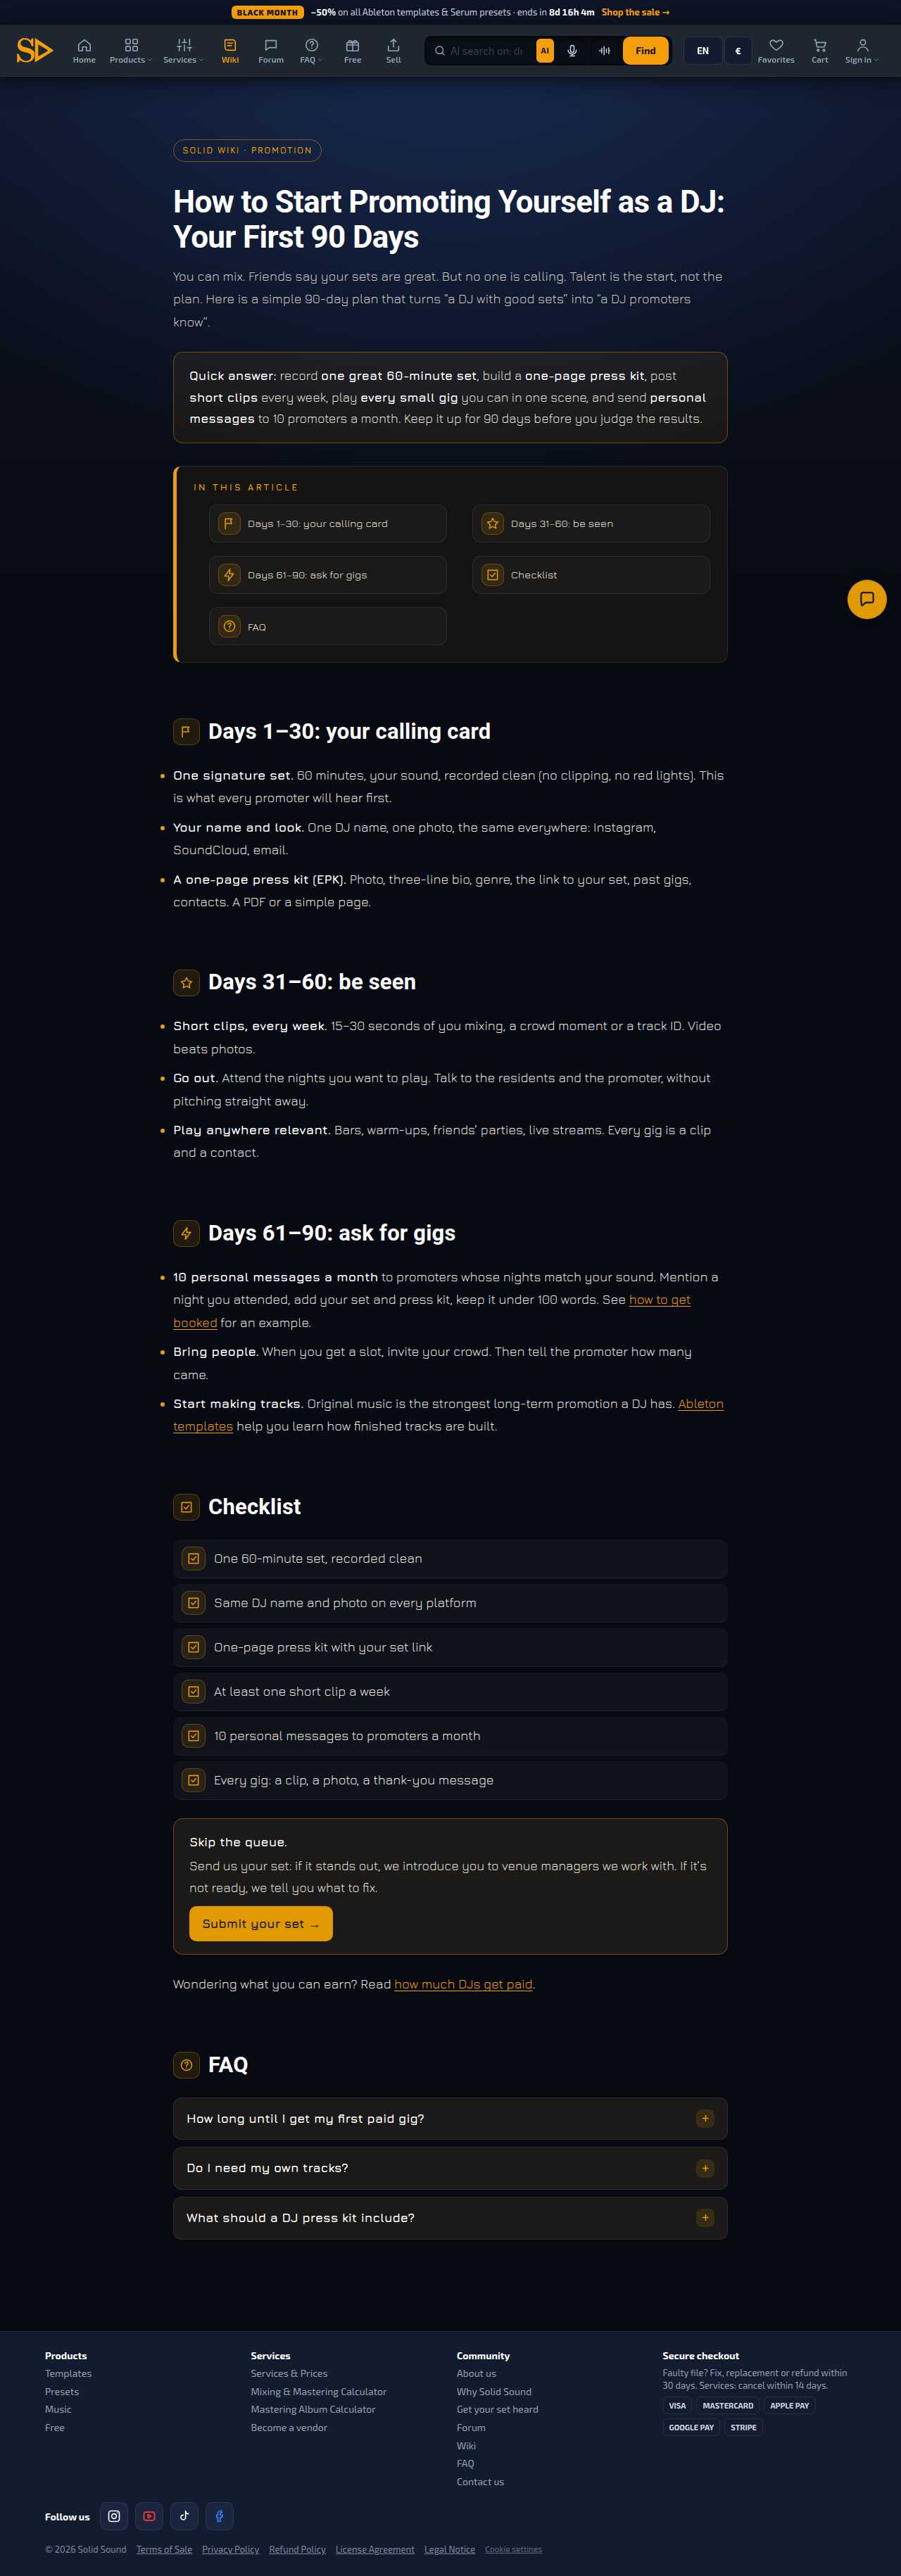 BLACK MONTH −50% on all Ableton templates & Serum presets · ends in 8d 16h 4m Shop the sale →
SD
Home Products Services Wiki Forum FAQ Free Sell AI search on: AI Find EN € Favorites Cart Sign In
SOLID WIKI · PROMOTION
How to Start Promoting Yourself as a DJ:
Your First 90 Days
You can mix. Friends say your sets are great. But no one is calling. Talent is the start, not the
plan. Here is a simple 90-day plan that turns “a DJ with good sets” into “a DJ promoters
know”.
Quick answer: record one great 60-minute set, build a one-page press kit, post
short clips every week, play every small gig you can in one scene, and send personal
messages to 10 promoters a month. Keep it up for 90 days before you judge the results.
IN THIS ARTICLE
Days 1–30: your calling card
Days 31–60: be seen
Days 61–90: ask for gigs
Checklist
FAQ
Days 1–30: your calling card
• One signature set. 60 minutes, your sound, recorded clean (no clipping, no red lights). This
is what every promoter will hear first.
• Your name and look. One DJ name, one photo, the same everywhere: Instagram,
SoundCloud, email.
• A one-page press kit (EPK). Photo, three-line bio, genre, the link to your set, past gigs,
contacts. A PDF or a simple page.
Days 31–60: be seen
• Short clips, every week. 15–30 seconds of you mixing, a crowd moment or a track ID. Video
beats photos.
• Go out. Attend the nights you want to play. Talk to the residents and the promoter, without
pitching straight away.
• Play anywhere relevant. Bars, warm-ups, friends’ parties, live streams. Every gig is a clip
and a contact.
Days 61–90: ask for gigs
• 10 personal messages a month to promoters whose nights match your sound. Mention a
night you attended, add your set and press kit, keep it under 100 words. See how to get
booked for an example.
• Bring people. When you get a slot, invite your crowd. Then tell the promoter how many
came.
• Start making tracks. Original music is the strongest long-term promotion a DJ has. Ableton
templates help you learn how finished tracks are built.
Checklist
One 60-minute set, recorded clean
Same DJ name and photo on every platform
One-page press kit with your set link
At least one short clip a week
10 personal messages to promoters a month
Every gig: a clip, a photo, a thank-you message
Skip the queue.
Send us your set: if it stands out, we introduce you to venue managers we work with. If it’s
not ready, we tell you what to fix.
Submit your set →
Wondering what you can earn? Read how much DJs get paid.
FAQ
How long until I get my first paid gig? +
Do I need my own tracks? +
What should a DJ press kit include? +
Products
Templates
Presets
Music
Free
Services
Services & Prices
Mixing & Mastering Calculator
Mastering Album Calculator
Become a vendor
Community
About us
Why Solid Sound
Get your set heard
Forum
Wiki
FAQ
Contact us
Secure checkout
Faulty file? Fix, replacement or refund within
30 days. Services: cancel within 14 days.
VISA MASTERCARD APPLE PAY
GOOGLE PAY STRIPE
Follow us
© 2026 Solid Sound Terms of Sale Privacy Policy Refund Policy License Agreement Legal Notice Cookie settings